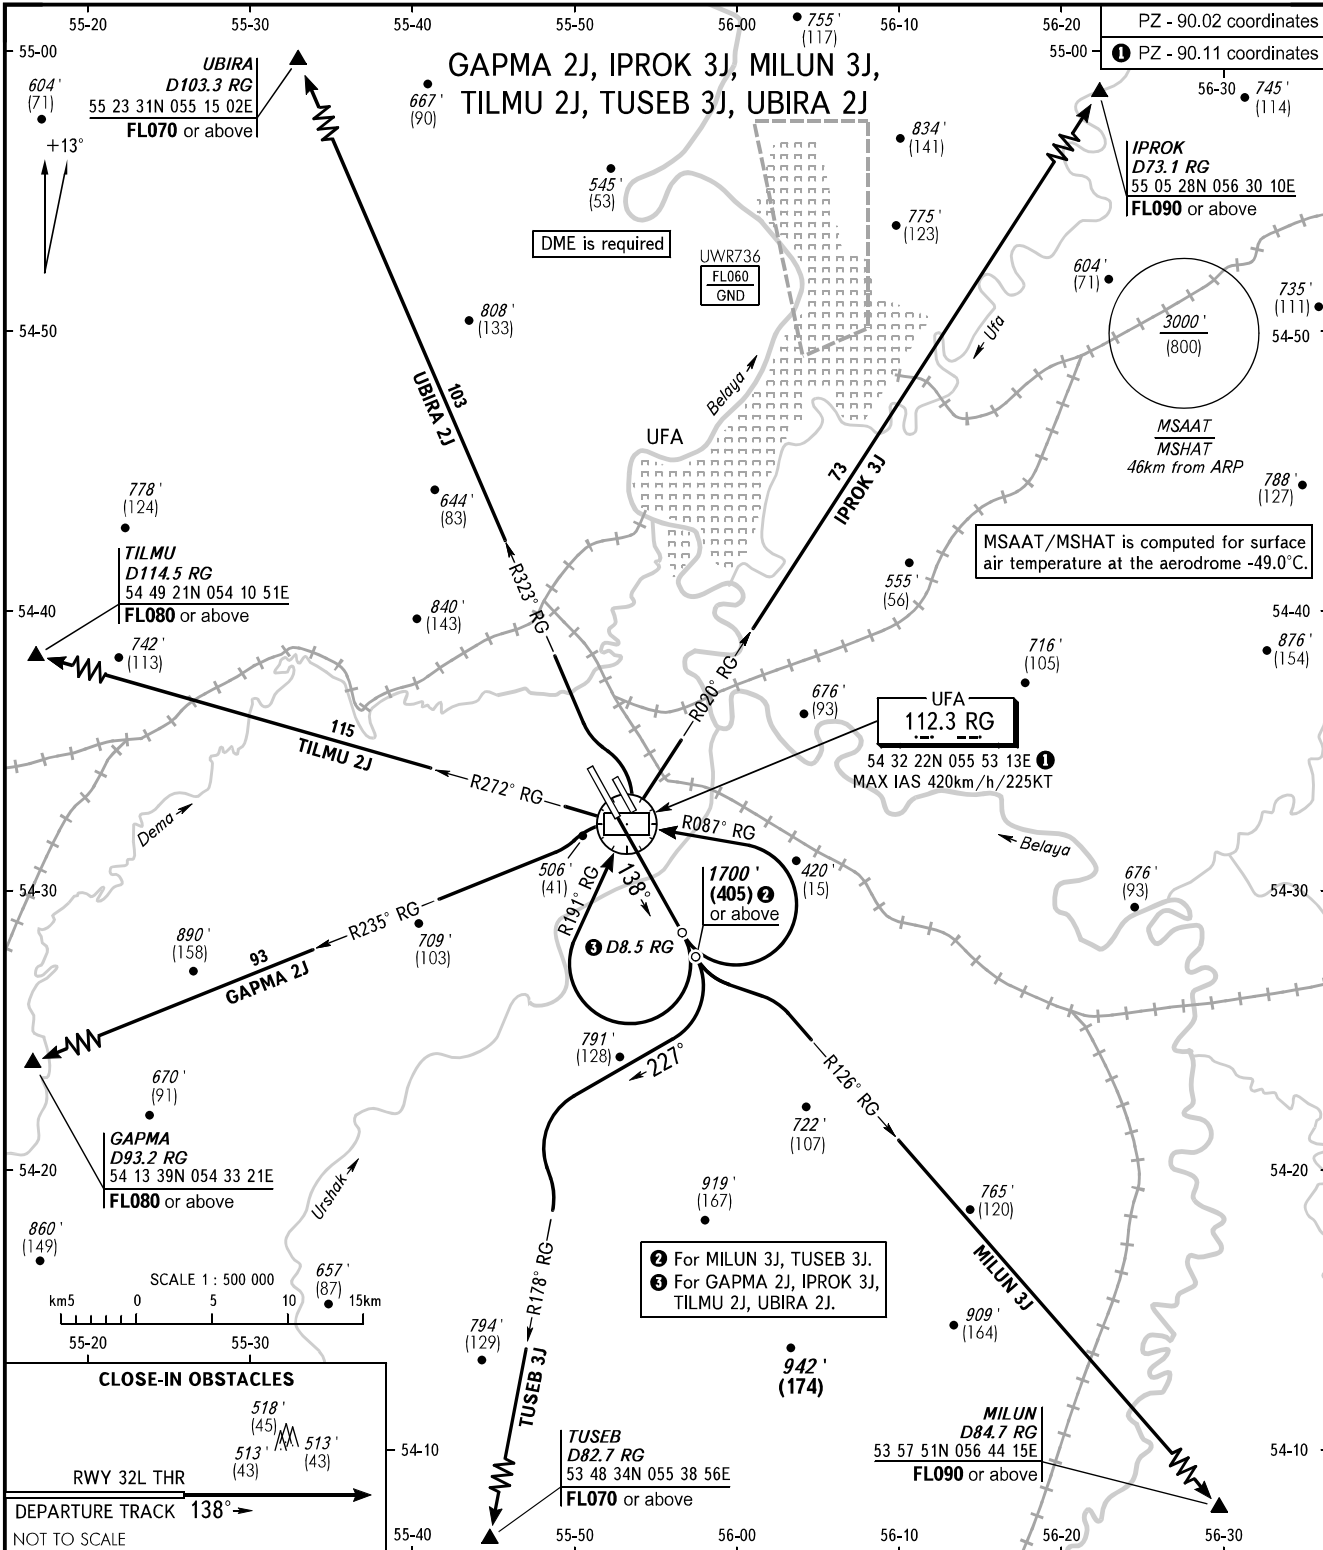 55-20
55-30
55-40
55-50
56-00
56-10
56-20
PZ - 90.02 coordinates
❶ PZ - 90.11 coordinates
55-00
55-00
56-30
GAPMA 2J, IPROK 3J, MILUN 3J,
TILMU 2J, TUSEB 3J, UBIRA 2J
755'
(117)
UBIRA
D103.3 RG
55 23 31N 055 15 02E
FL070 or above
604'
(71)
+13°
667'
(90)
745'
(114)
834'
(141)
IPROK
D73.1 RG
55 05 28N 056 30 10E
FL090 or above
545'
(53)
775'
(123)
DME is required
UWR736
FL060
GND
604'
(71)
735'
(111)
808'
(133)
54-50
54-50
Ufa
3000'
(800)
MSAAT
MSHAT
46km from ARP
Belaya
103
UBIRA 2J
UFA
73
IPROK 3J
778'
(124)
644'
(83)
788'
(127)
MSAAT/MSHAT is computed for surface
air temperature at the aerodrome -49.0°C.
TILMU
D114.5 RG
54 49 21N 054 10 51E
FL080 or above
R323° RG
555'
(56)
54-40
54-40
840'
(143)
742'
(113)
716'
(105)
876'
(154)
R020° RG
676'
(93)
UFA
112.3 RG
54 32 22N 055 53 13E ❶
MAX IAS 420km/h/225KT
115
TILMU 2J
R272° RG
Dema
R087° RG
Belaya
506'
(41)
R191° RG
138°
1700'
(405) ❷
or above
420'
(15)
676'
(93)
54-30
54-30
R235° RG
709'
(103)
890'
(158)
93
GAPMA 2J
❸ D8.5 RG
791'
(128)
227°
R126° RG
670'
(91)
722'
(107)
GAPMA
D93.2 RG
54 13 39N 054 33 21E
FL080 or above
54-20
54-20
Urshak
919'
(167)
765'
(120)
860'
(149)
MILUN 3J
R178° RG
❷ For MILUN 3J, TUSEB 3J.
❸ For GAPMA 2J, IPROK 3J,
TILMU 2J, UBIRA 2J.
SCALE 1 : 500 000
km5 0 5 10 15km
657'
(87)
794'
(129)
909'
(164)
942'
(174)
55-20
55-30
CLOSE-IN OBSTACLES
518'
(45)
513'
(43)
513'
(43)
RWY 32L THR
DEPARTURE TRACK 138°
NOT TO SCALE
TUSEB 3J
TUSEB
D82.7 RG
53 48 34N 055 38 56E
FL070 or above
MILUN
D84.7 RG
53 57 51N 056 44 15E
FL090 or above
54-10
54-10
55-40
55-50
56-00
56-10
56-20
56-30